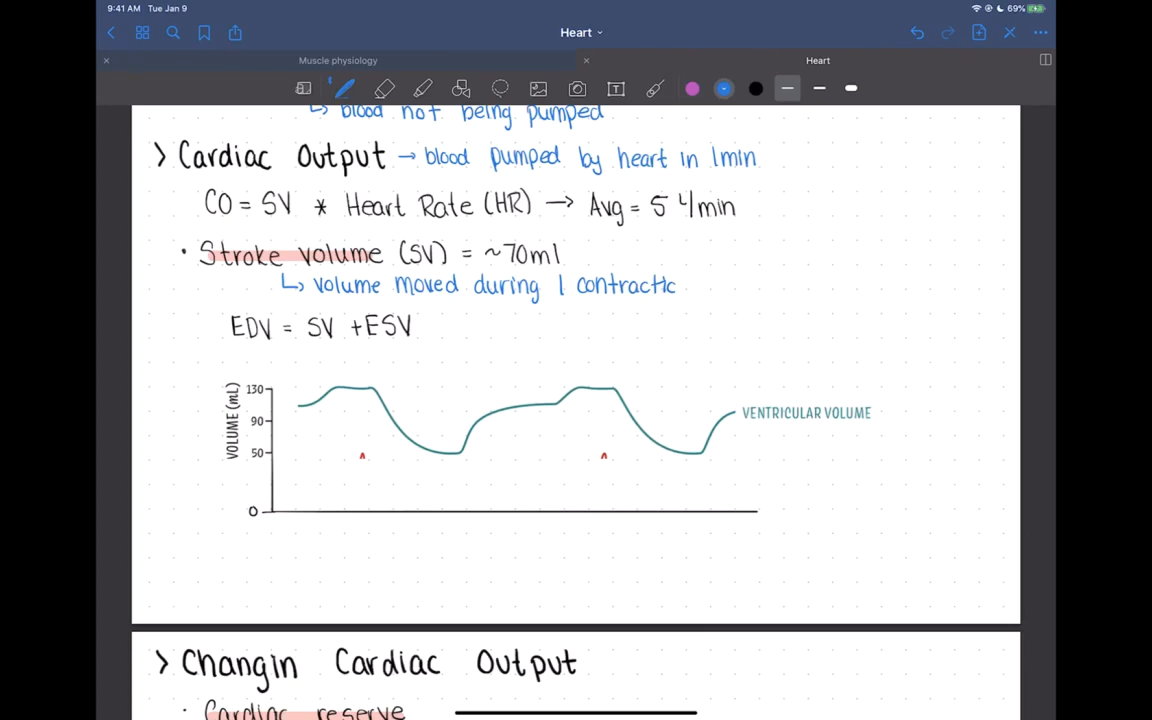 9:41 AM Tue Jan 9
69%
Heart
Muscle physiology
Heart
↳ blood not being pumped
> Cardiac Output → blood pumped by heart in 1min
CO = SV * Heart Rate (HR) → Avg = 5 L/min
• Stroke volume (SV) = ~70ml
↳ volume moved during 1 contractic
EDV = SV + ESV
VOLUME (mL)
130
90
50
0
VENTRICULAR VOLUME
> Changin Cardiac Output
• Cardiac reserve